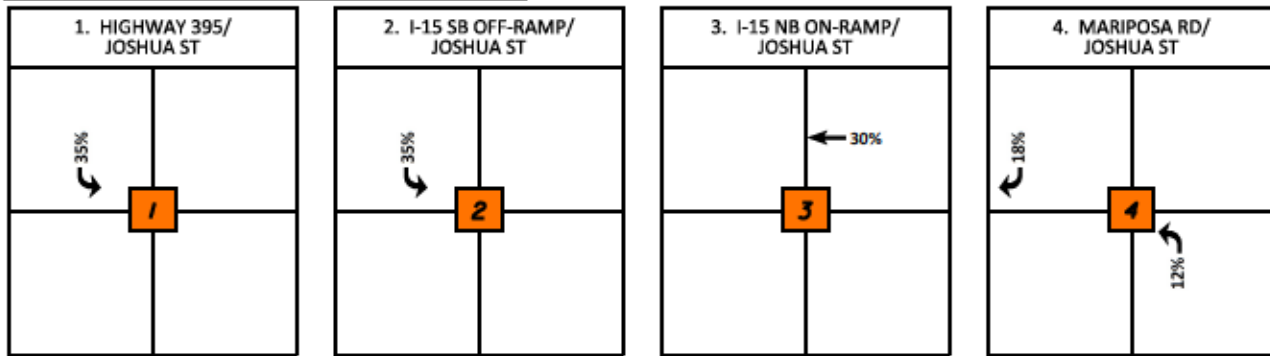 1. HIGHWAY 395/
JOSHUA ST
35%
1
2. I-15 SB OFF-RAMP/
JOSHUA ST
35%
2
3. I-15 NB ON-RAMP/
JOSHUA ST
30%
3
4. MARIPOSA RD/
JOSHUA ST
18%
4
12%